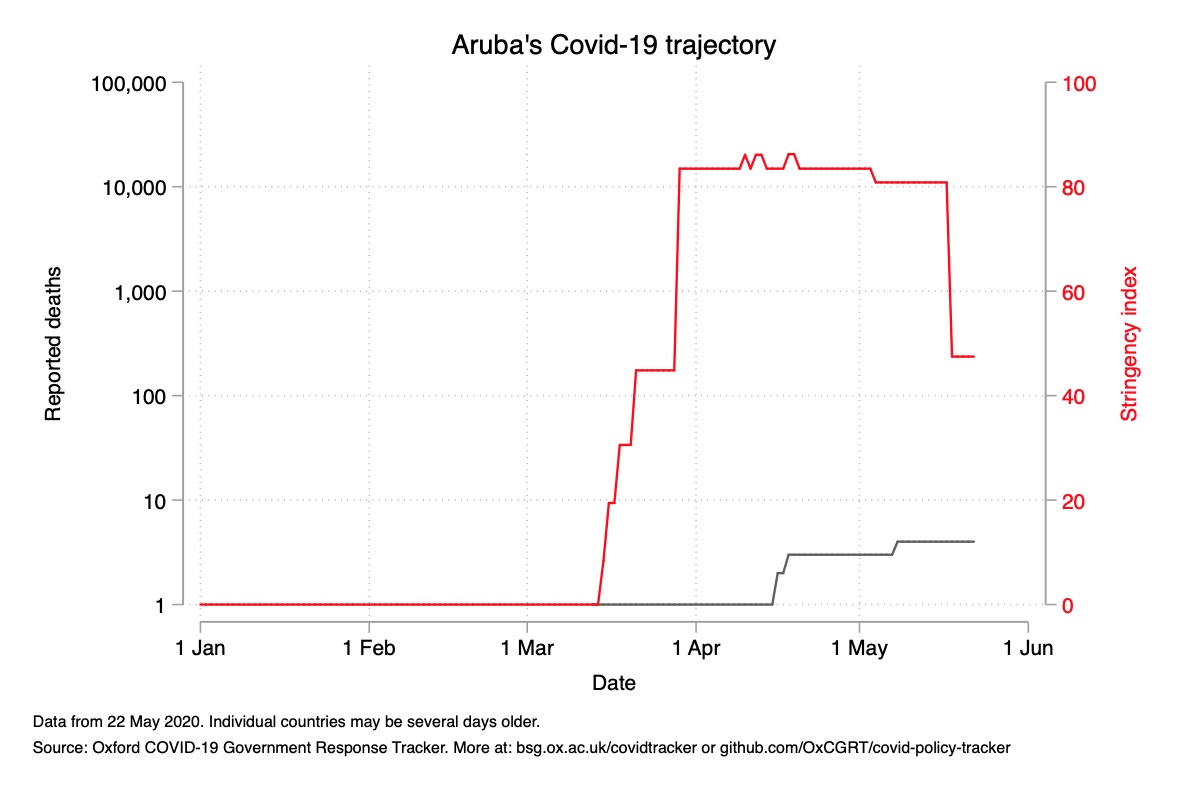 Aruba's Covid-19 trajectory
100,000
10,000
1,000
100
10
1
Reported deaths
100
80
60
40
20
0
Stringency index
1 Jan
1 Feb
1 Mar
1 Apr
1 May
1 Jun
Date
Data from 22 May 2020. Individual countries may be several days older.
Source: Oxford COVID-19 Government Response Tracker. More at: bsg.ox.ac.uk/covidtracker or github.com/OxCGRT/covid-policy-tracker